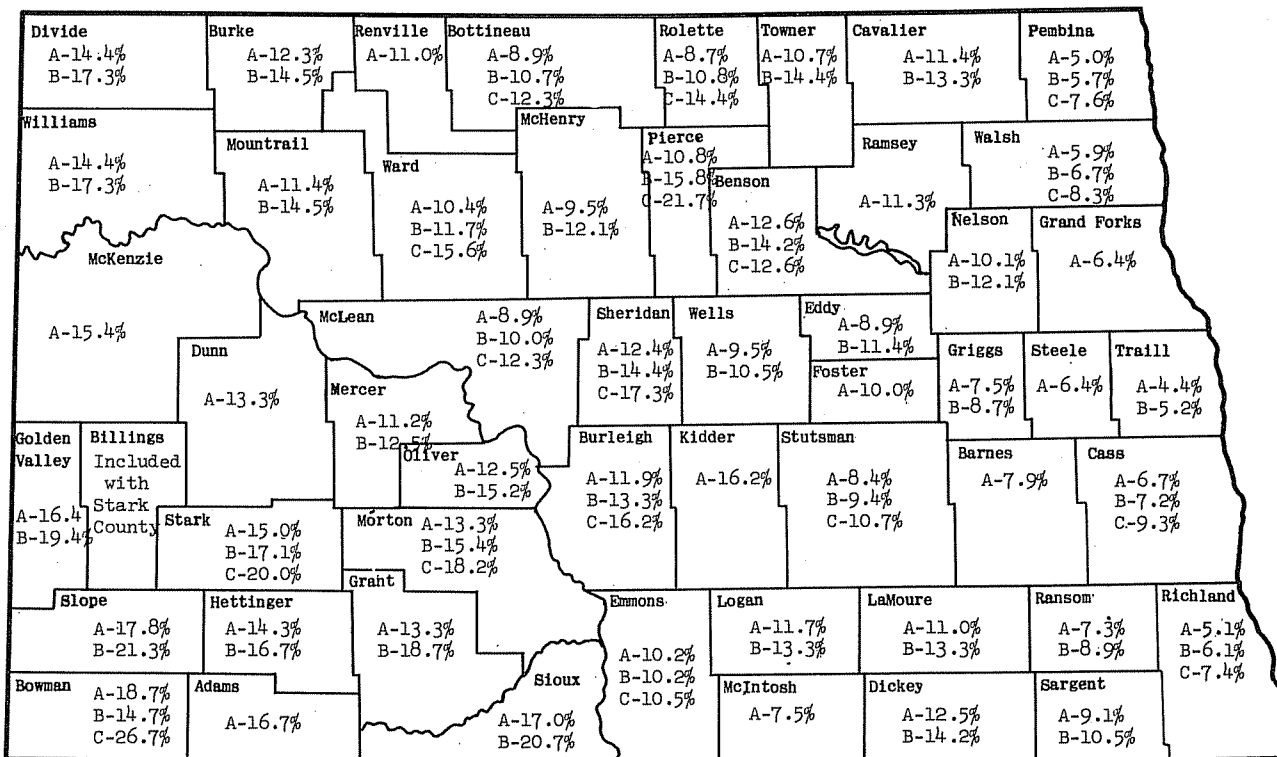 Divide
A-14.4%
B-17.3%
Burke
A-12.3%
B-14.5%
Renville
A-11.0%
Bottineau
A-8.9%
B-10.7%
C-12.3%
Rolette
A-8.7%
B-10.8%
C-14.4%
Towner
A-10.7%
B-14.4%
Cavalier
A-11.4%
B-13.3%
Pembina
A-5.0%
B-5.7%
C-7.6%
Williams
A-14.4%
B-17.3%
Mountrail
A-11.4%
B-14.5%
Ward
A-10.4%
B-11.7%
C-15.6%
McHenry
A-9.5%
B-12.1%
Pierce
A-10.8%
B-15.8%
C-21.7%
Benson
A-12.6%
B-14.2%
C-12.6%
Ramsey
A-11.3%
Walsh
A-5.9%
B-6.7%
C-8.3%
Nelson
A-10.1%
B-12.1%
Grand Forks
A-6.4%
McKenzie
A-15.4%
Dunn
A-13.3%
McLean
A-8.9%
B-10.0%
C-12.3%
Mercer
A-11.2%
B-12.5%
Oliver
A-12.5%
B-15.2%
Sheridan
A-12.4%
B-14.4%
C-17.3%
Wells
A-9.5%
B-10.5%
Eddy
A-8.9%
B-11.4%
Foster
A-10.0%
Griggs
A-7.5%
B-8.7%
Steele
A-6.4%
Traill
A-4.4%
B-5.2%
Golden
Valley
A-16.4
B-19.4%
Billings
Included
with
Stark
County
Stark
A-15.0%
B-17.1%
C-20.0%
Morton
A-13.3%
B-15.4%
C-18.2%
Burleigh
A-11.9%
B-13.3%
C-16.2%
Kidder
A-16.2%
Stutsman
A-8.4%
B-9.4%
C-10.7%
Barnes
A-7.9%
Cass
A-6.7%
B-7.2%
C-9.3%
Slope
A-17.8%
B-21.3%
Hettinger
A-14.3%
B-16.7%
Graht
A-13.3%
B-18.7%
Emmons
A-10.2%
B-10.2%
C-10.5%
Logan
A-11.7%
B-13.3%
LaMoure
A-11.0%
B-13.3%
Ransom
A-7.3%
B-8.9%
Richland
A-5.1%
B-6.1%
C-7.4%
Bowman
A-18.7%
B-14.7%
C-26.7%
Adams
A-16.7%
Sioux
A-17.0%
B-20.7%
McIntosh
A-7.5%
Dickey
A-12.5%
B-14.2%
Sargent
A-9.1%
B-10.5%